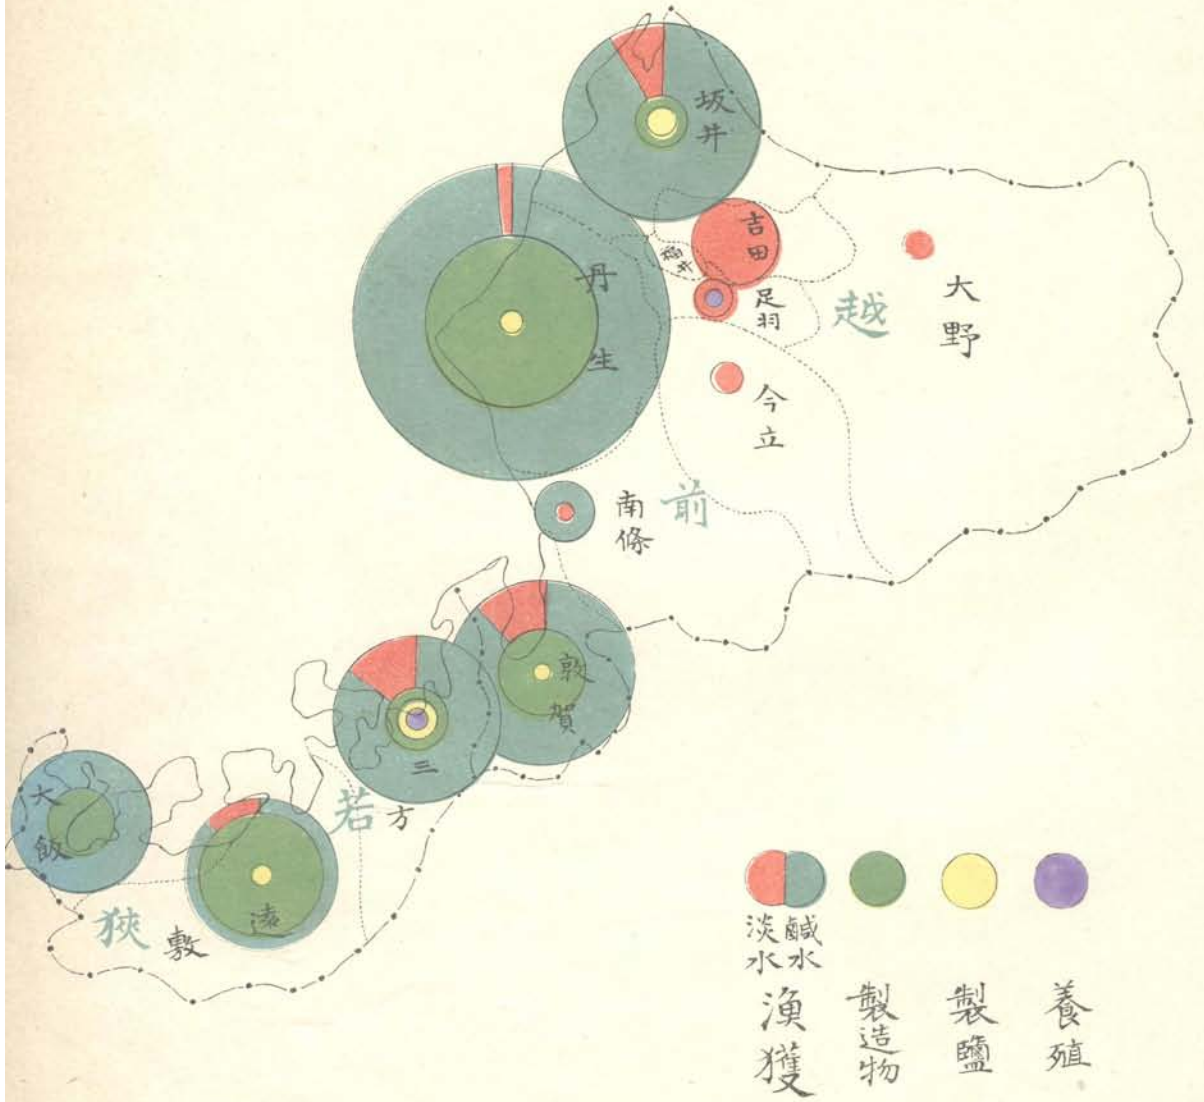 坂井
吉田
福井
足羽
大野
丹生
今立
南條
越前
敦賀
三方
若狹
大飯
遠敷
淡水
鹹水
漁獲
製造物
製鹽
養殖